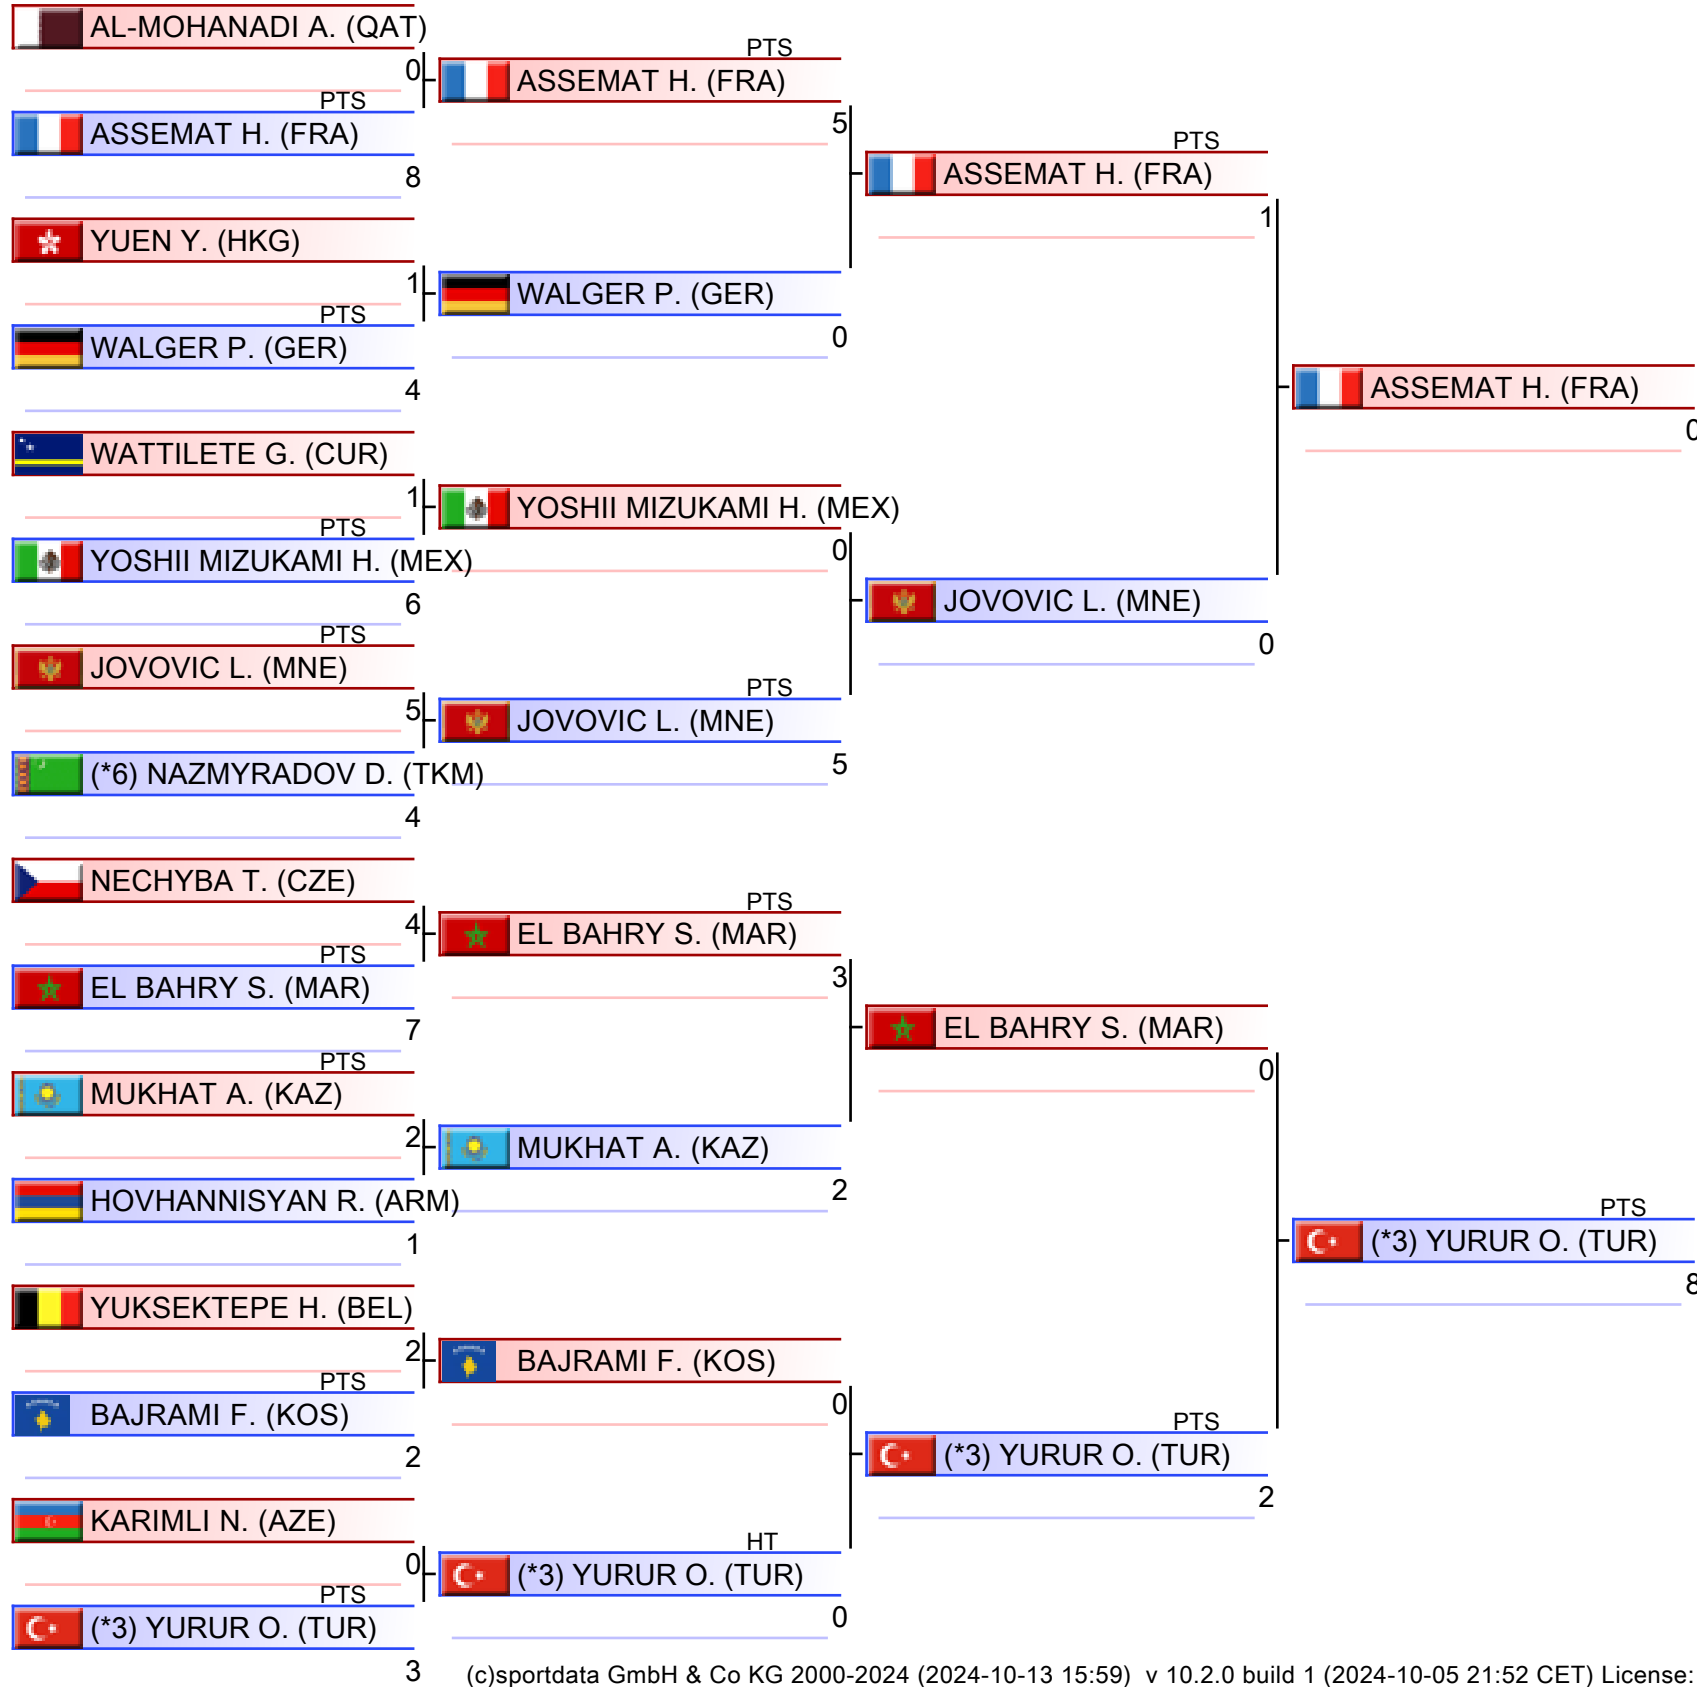 AL-MOHANADI A. (QAT)
0
PTS
ASSEMAT H. (FRA)
8
YUEN Y. (HKG)
1
PTS
WALGER P. (GER)
4
WATTILETE G. (CUR)
1
PTS
YOSHII MIZUKAMI H. (MEX)
6
PTS
JOVOVIC L. (MNE)
5
(*6) NAZMYRADOV D. (TKM)
4
NECHYBA T. (CZE)
4
PTS
EL BAHRY S. (MAR)
7
PTS
MUKHAT A. (KAZ)
2
HOVHANNISYAN R. (ARM)
1
YUKSEKTEPE H. (BEL)
2
PTS
BAJRAMI F. (KOS)
2
KARIMLI N. (AZE)
0
PTS
(*3) YURUR O. (TUR)
3
PTS
ASSEMAT H. (FRA)
5
WALGER P. (GER)
0
YOSHII MIZUKAMI H. (MEX)
0
PTS
JOVOVIC L. (MNE)
5
PTS
EL BAHRY S. (MAR)
3
MUKHAT A. (KAZ)
2
BAJRAMI F. (KOS)
0
HT
(*3) YURUR O. (TUR)
0
PTS
ASSEMAT H. (FRA)
1
JOVOVIC L. (MNE)
0
EL BAHRY S. (MAR)
0
PTS
(*3) YURUR O. (TUR)
2
ASSEMAT H. (FRA)
0
PTS
(*3) YURUR O. (TUR)
8
(c)sportdata GmbH & Co KG 2000-2024 (2024-10-13 15:59) v 10.2.0 build 1 (2024-10-05 21:52 CET) License: